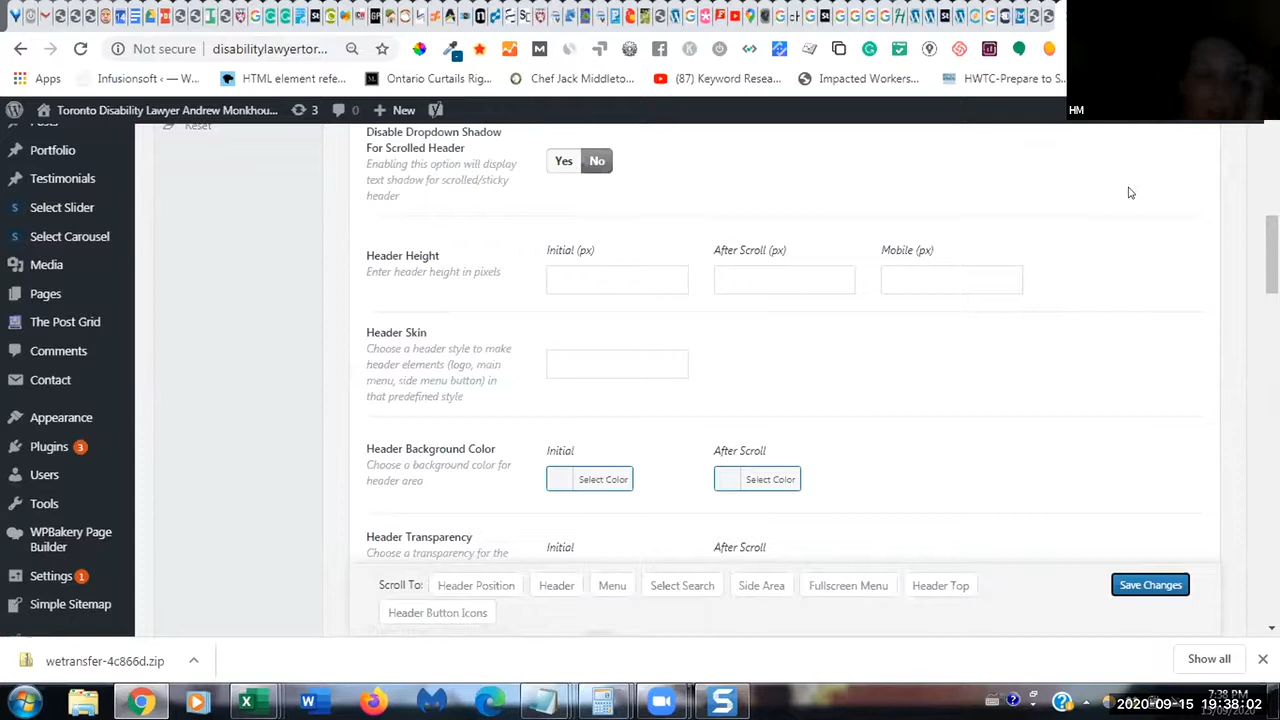 Not secure disabilitylawyertor...
Apps Infusionsoft ‹ — W... HTML element refe... Ontario Curtails Rig... Chef Jack Middleto... (87) Keyword Resea... Impacted Workers... HWTC-Prepare to S...
HM
Toronto Disability Lawyer Andrew Monkhou... 3 0 New
Portfolio
Testimonials
Select Slider
Select Carousel
Media
Pages
The Post Grid
Comments
Contact
Appearance
Plugins 3
Users
Tools
WPBakery Page
Builder
Settings 1
Simple Sitemap
Reset
Disable Dropdown Shadow
For Scrolled Header
Enabling this option will display
text shadow for scrolled/sticky
header
Yes No
Header Height
Enter header height in pixels
Initial (px) After Scroll (px) Mobile (px)
Header Skin
Choose a header style to make
header elements (logo, main
menu, side menu button) in
that predefined style
Header Background Color
Choose a background color for
header area
Initial After Scroll
Select Color Select Color
Header Transparency
Choose a transparency for the
Initial After Scroll
Scroll To: Header Position Header Menu Select Search Side Area Fullscreen Menu Header Top
Header Button Icons
Save Changes
wetransfer-4c866d.zip
Show all
7:38 PM
2020-09-15 19:38:02